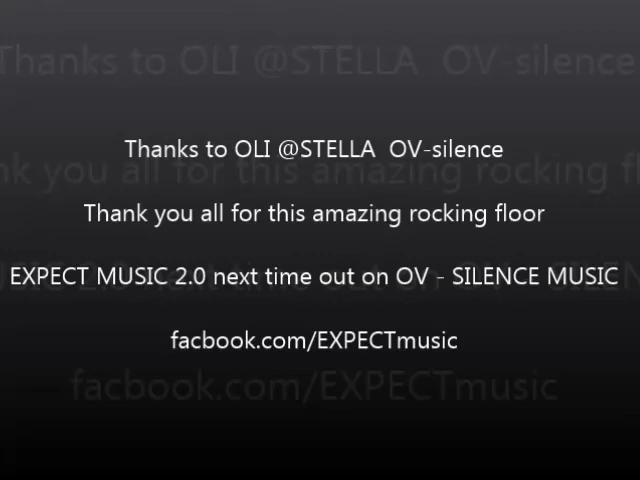 Thanks to OLI @STELLA  OV-silence
Thank you all for this amazing rocking floor
EXPECT MUSIC 2.0 next time out on OV - SILENCE MUSIC
facbook.com/EXPECTmusic